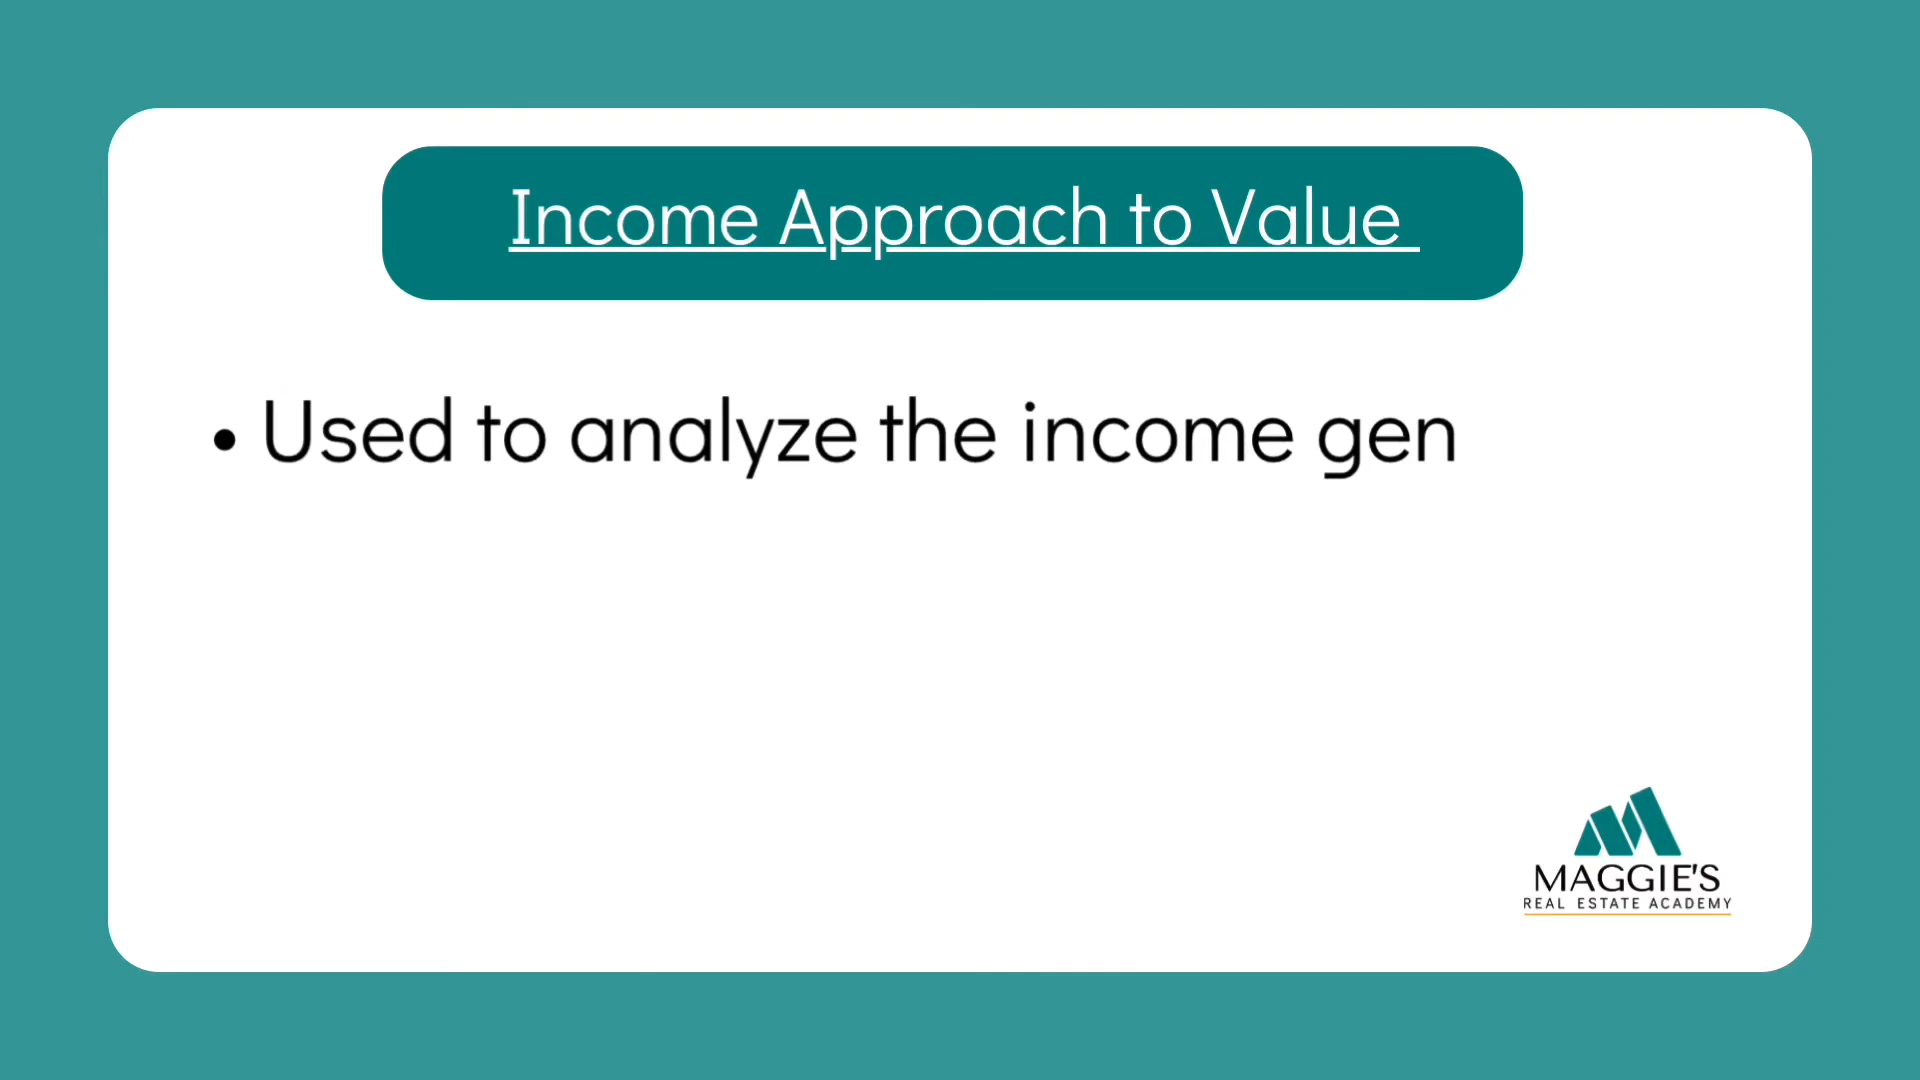 Income Approach to Value
• Used to analyze the income gen
MAGGIE'S
REAL ESTATE ACADEMY